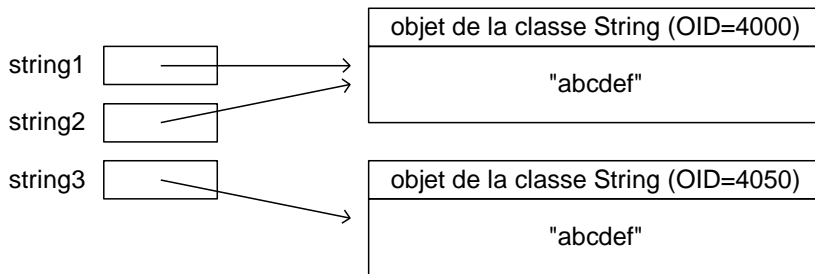 objet de la classe String (OID=4000)
string1
"abcdef"
string2
string3
objet de la classe String (OID=4050)
"abcdef"